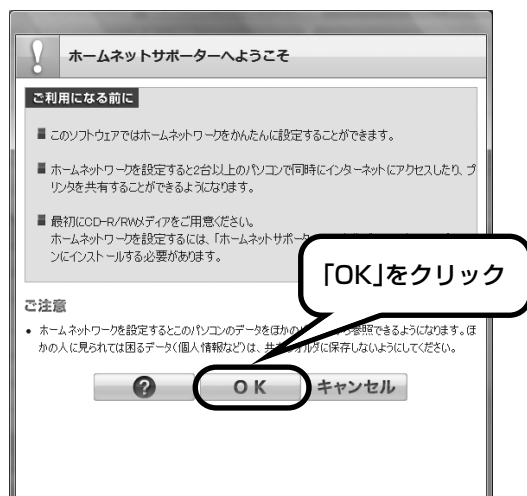 ホームネットサポーターへようこそ
ご利用になる前に
このソフトウェアではホームネットワークをかんたんに設定することができます。
ホームネットワークを設定すると2台以上のパソコンで同時にインターネットにアクセスしたり、プ
リンタを共有することができるようになります。
最初にCD-R/RWメディアをご用意ください。
ホームネットワークを設定するには、「ホームネットサポー
ンにインストールする必要があります。
「OK」をクリック
ご注意
• ホームネットワークを設定するとこのパソコンのデータをほかの 参照できるようになります。ほ
かの人に見られては困るデータ(個人情報など)は、共 ォルダに保存しないようにしてください。
? OK キャンセル